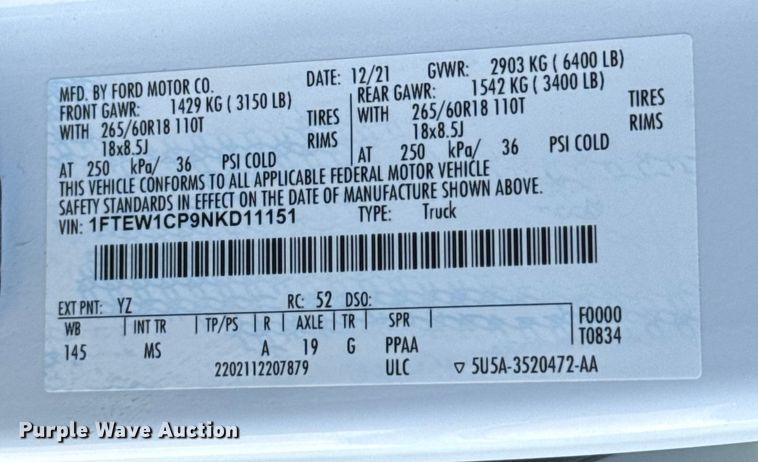 MFD. BY FORD MOTOR CO. DATE: 12/21 GVWR: 2903 KG ( 6400 LB)
FRONT GAWR: 1429 KG ( 3150 LB) REAR GAWR: 1542 KG ( 3400 LB)
WITH 265/60R18 110T TIRES WITH 265/60R18 110T TIRES
18x8.5J RIMS 18x8.5J RIMS
AT 250 kPa/ 36 PSI COLD AT 250 kPa/ 36 PSI COLD
THIS VEHICLE CONFORMS TO ALL APPLICABLE FEDERAL MOTOR VEHICLE
SAFETY STANDARDS IN EFFECT ON THE DATE OF MANUFACTURE SHOWN ABOVE.
VIN: 1FTEW1CP9NKD11151 TYPE: Truck
EXT PNT: YZ RC: 52 DSO:
WB INT TR TP/PS R AXLE TR SPR F0000
145 MS A 19 G PPAA T0834
2202112207879 ULC ▽ 5U5A-3520472-AA
Purple Wave Auction